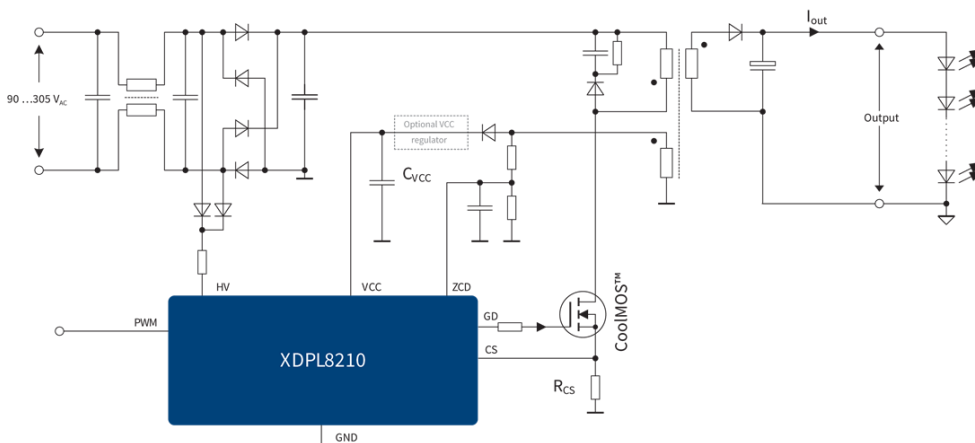 Iout
90 ...305 VAC
Output
Optional VCC
regulator
CVCC
HV
VCC
ZCD
GD
PWM
CoolMOS™
XDPL8210
CS
RCS
GND